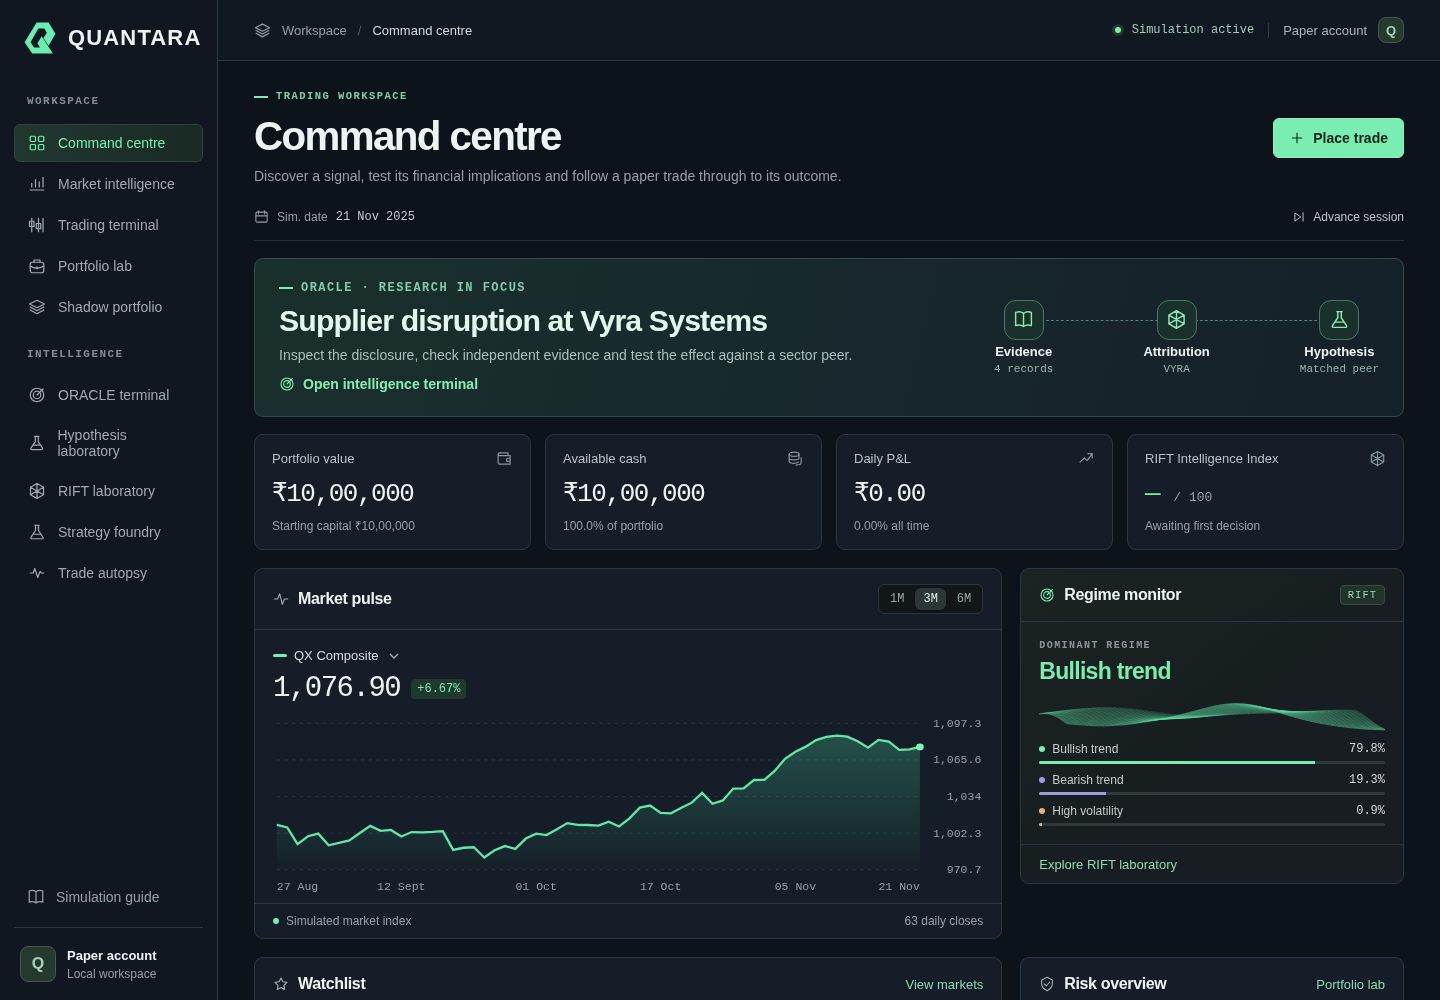 QUANTARA
WORKSPACE
Command centre
Market intelligence
Trading terminal
Portfolio lab
Shadow portfolio
INTELLIGENCE
ORACLE terminal
Hypothesis
laboratory
RIFT laboratory
Strategy foundry
Trade autopsy
Simulation guide
Q
Paper account
Local workspace
Workspace / Command centre
Simulation active
Paper account
Q
TRADING WORKSPACE
Command centre
Place trade
Discover a signal, test its financial implications and follow a paper trade through to its outcome.
Sim. date 21 Nov 2025
Advance session
ORACLE · RESEARCH IN FOCUS
Supplier disruption at Vyra Systems
Inspect the disclosure, check independent evidence and test the effect against a sector peer.
Open intelligence terminal
Evidence
4 records
Attribution
VYRA
Hypothesis
Matched peer
Portfolio value
₹10,00,000
Starting capital ₹10,00,000
Available cash
₹10,00,000
100.0% of portfolio
Daily P&L
₹0.00
0.00% all time
RIFT Intelligence Index
— / 100
Awaiting first decision
Market pulse
1M 3M 6M
QX Composite
1,076.90 +6.67%
1,097.3
1,065.6
1,034
1,002.3
970.7
27 Aug 12 Sept 01 Oct 17 Oct 05 Nov 21 Nov
Simulated market index
63 daily closes
Regime monitor
RIFT
DOMINANT REGIME
Bullish trend
Bullish trend 79.8%
Bearish trend 19.3%
High volatility 0.9%
Explore RIFT laboratory
Watchlist
View markets
Risk overview
Portfolio lab